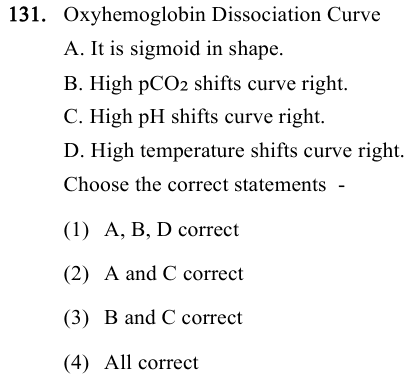 131. Oxyhemoglobin Dissociation Curve
A. It is sigmoid in shape.
B. High pCO₂ shifts curve right.
C. High pH shifts curve right.
D. High temperature shifts curve right.
Choose the correct statements -
(1) A, B, D correct
(2) A and C correct
(3) B and C correct
(4) All correct